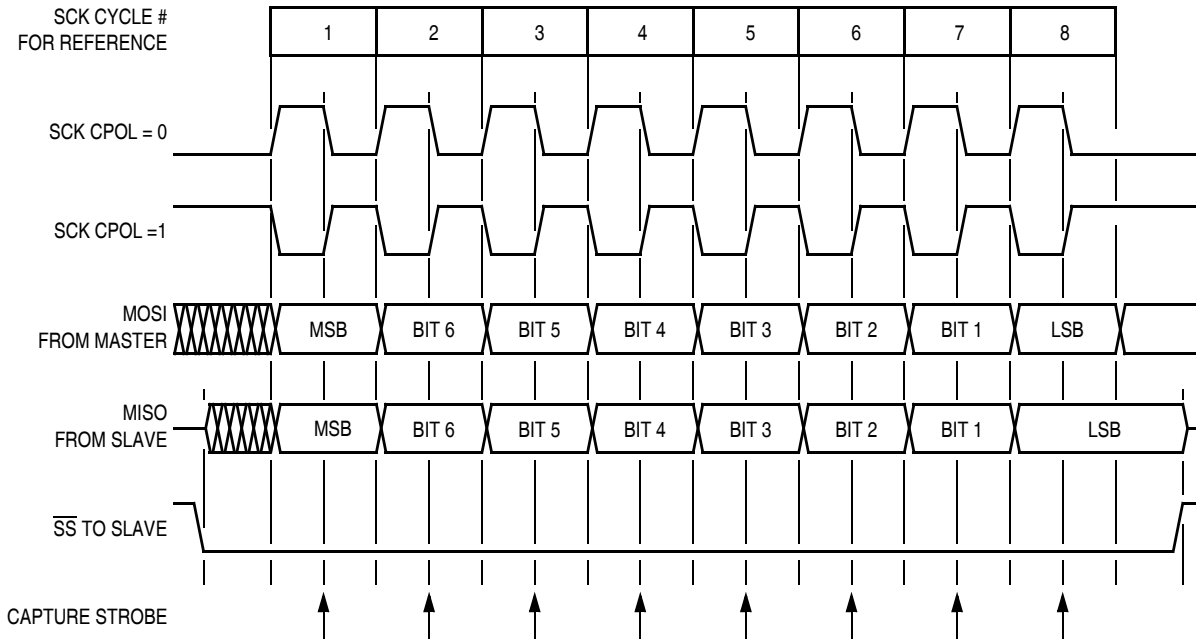 SCK CYCLE #
FOR REFERENCE
1 2 3 4 5 6 7 8
SCK CPOL = 0
SCK CPOL =1
MOSI
FROM MASTER
MSB BIT 6 BIT 5 BIT 4 BIT 3 BIT 2 BIT 1 LSB
MISO
FROM SLAVE
MSB BIT 6 BIT 5 BIT 4 BIT 3 BIT 2 BIT 1 LSB
S̅S̅ TO SLAVE
CAPTURE STROBE